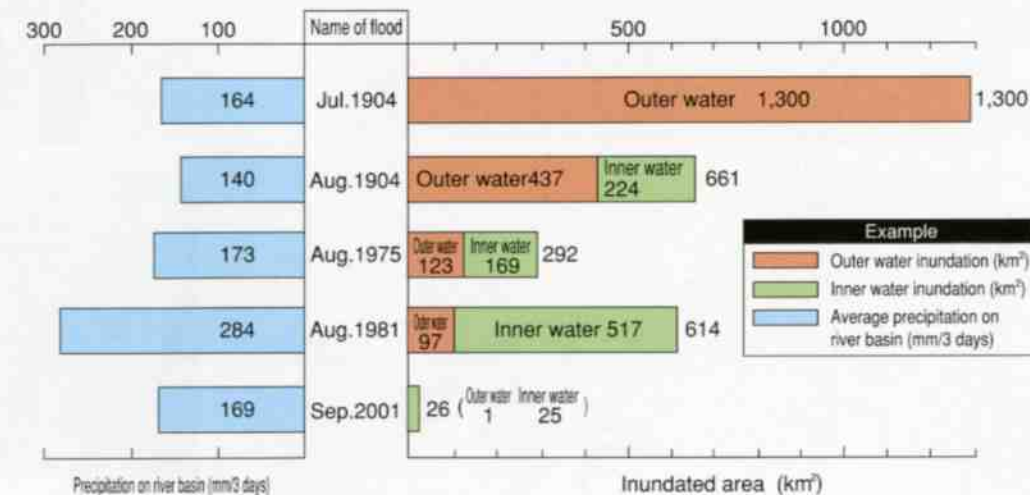 300 200 100 Name of flood 500 1000
164 Jul.1904 Outer water 1,300 1,300
140 Aug.1904 Outer water437 Inner water 224 661
173 Aug.1975 Outer water 123 Inner water 169 292
284 Aug.1981 Outer water 97 Inner water 517 614
169 Sep.2001 26 (Outer water 1 Inner water 25)
Example
Outer water inundation (km²)
Inner water inundation (km²)
Average precipitation on
river basin (mm/3 days)
Precipitation on river basin (mm/3 days) Inundated area (km²)